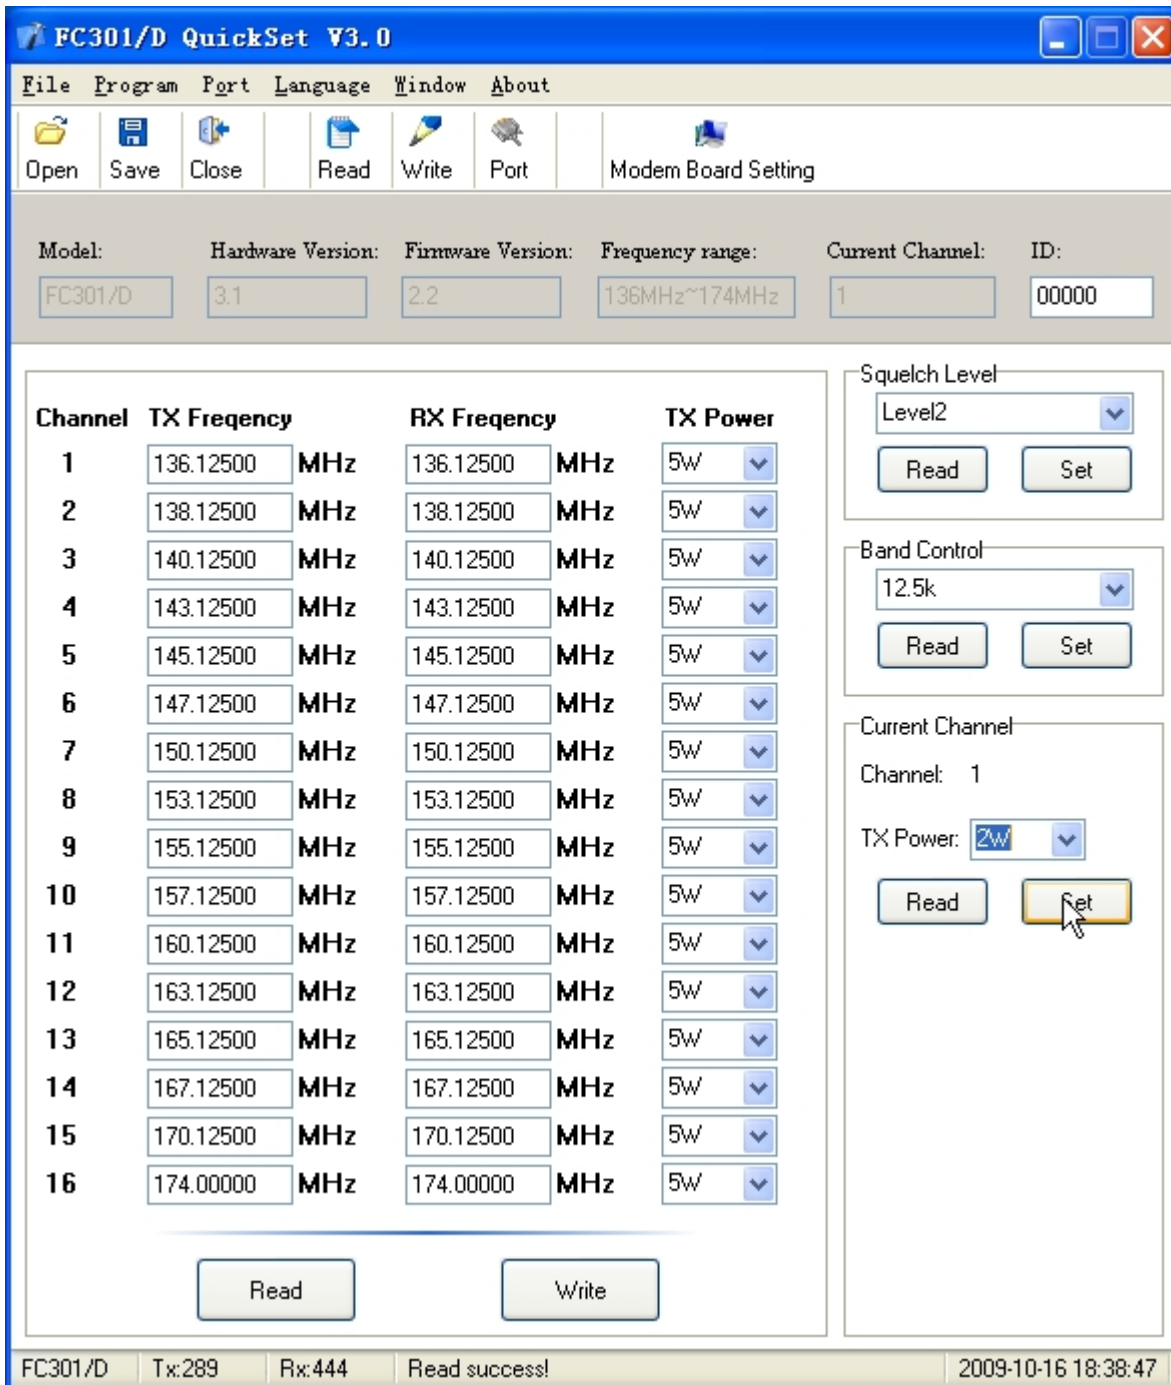 FC301/D QuickSet V3.0
File Program Port Language Window About
Open Save Close Read Write Port Modem Board Setting
Model: Hardware Version: Firmware Version: Frequency range: Current Channel: ID:
FC301/D 3.1 2.2 136MHz~174MHz 1 00000
Channel TX Freqency RX Freqency TX Power
1 136.12500 MHz 136.12500 MHz 5W
2 138.12500 MHz 138.12500 MHz 5W
3 140.12500 MHz 140.12500 MHz 5W
4 143.12500 MHz 143.12500 MHz 5W
5 145.12500 MHz 145.12500 MHz 5W
6 147.12500 MHz 147.12500 MHz 5W
7 150.12500 MHz 150.12500 MHz 5W
8 153.12500 MHz 153.12500 MHz 5W
9 155.12500 MHz 155.12500 MHz 5W
10 157.12500 MHz 157.12500 MHz 5W
11 160.12500 MHz 160.12500 MHz 5W
12 163.12500 MHz 163.12500 MHz 5W
13 165.12500 MHz 165.12500 MHz 5W
14 167.12500 MHz 167.12500 MHz 5W
15 170.12500 MHz 170.12500 MHz 5W
16 174.00000 MHz 174.00000 MHz 5W
Read Write
Squelch Level
Level2
Read Set
Band Control
12.5k
Read Set
Current Channel
Channel: 1
TX Power: 2W
Read Set
FC301/D Tx:289 Rx:444 Read success! 2009-10-16 18:38:47